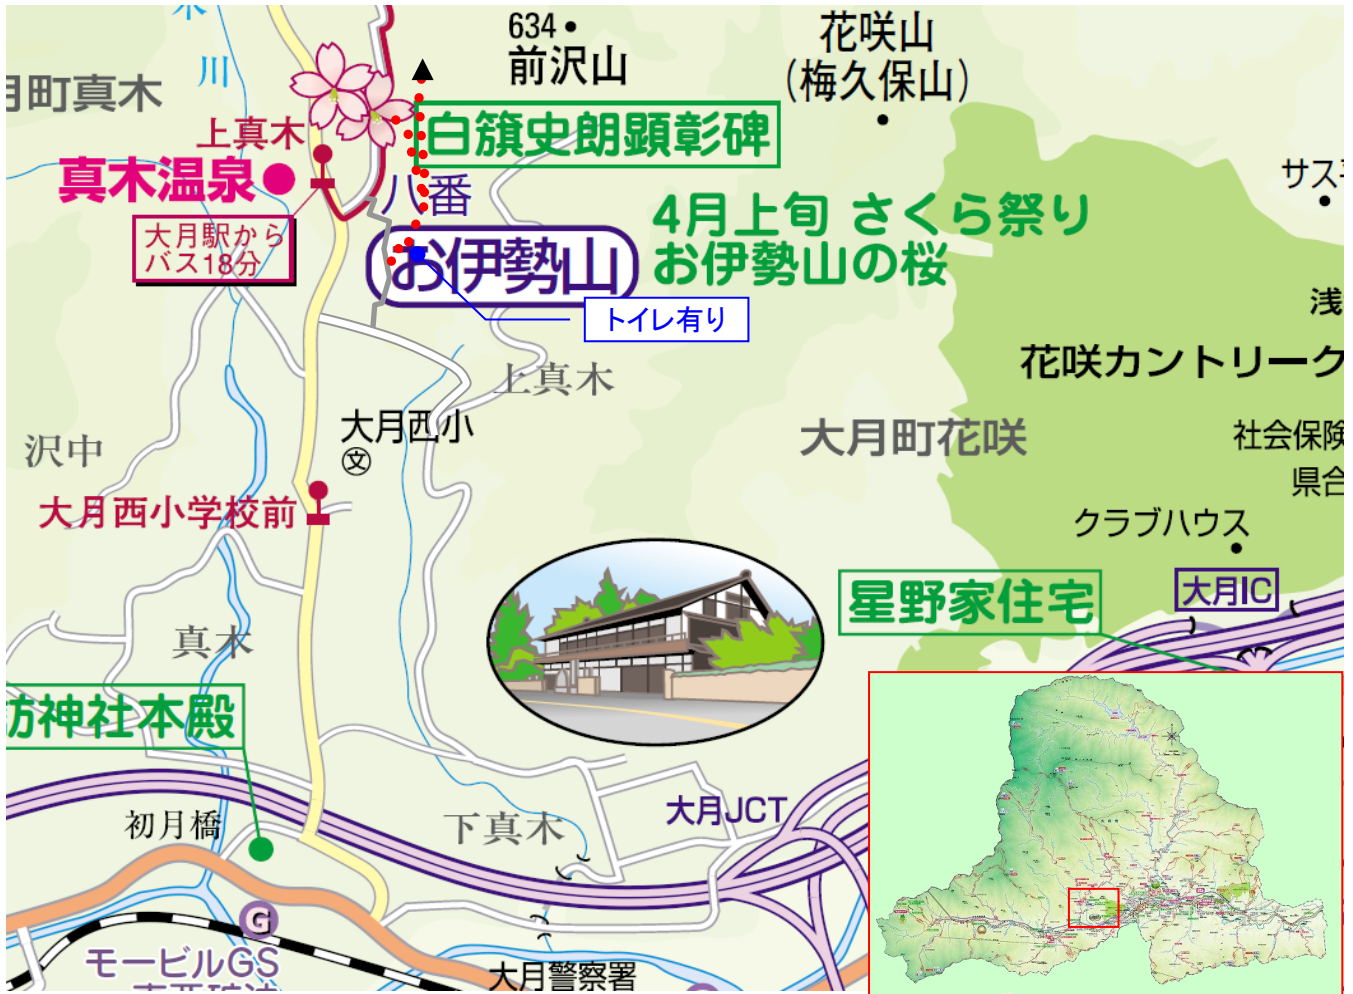 川
634
前沢山
花咲山
(梅久保山)
月町真木
白籏史朗顕彰碑
上真木
真木温泉
サス平
八番
4月上旬 さくら祭り
お伊勢山の桜
大月駅から
バス18分
お伊勢山
トイレ有り
浅
花咲カントリーク
上真木
大月西小
文
大月町花咲
社会保険
県合
沢中
大月西小学校前
クラブハウス
星野家住宅
大月IC
真木
訪神社本殿
初月橋
下真木
大月JCT
G
モービルGS
大月警察署